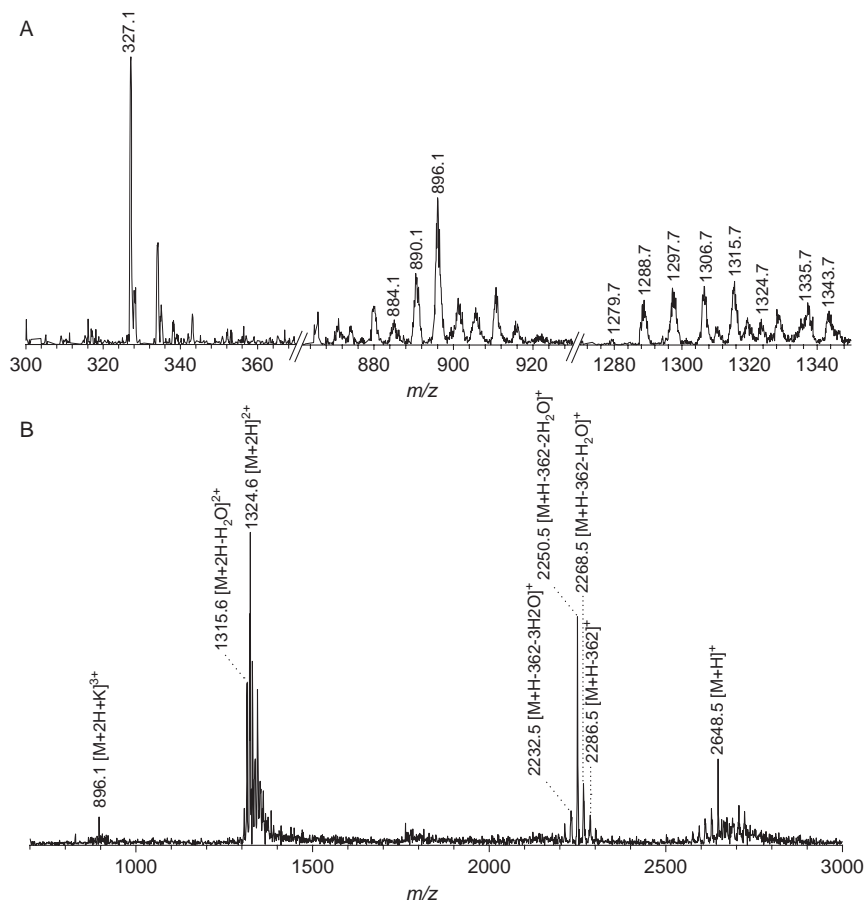 A
327.1
884.1
890.1
896.1
1279.7
1288.7
1297.7
1306.7
1315.7
1324.7
1335.7
1343.7
300 320 340 360 880 900 920 1280 1300 1320 1340
m/z
B
896.1 [M+2H+K]³⁺
1315.6 [M+2H-H₂O]²⁺
1324.6 [M+2H]²⁺
2232.5 [M+H-362-3H2O]⁺
2250.5 [M+H-362-2H₂O]⁺
2268.5 [M+H-362-H₂O]⁺
2286.5 [M+H-362]⁺
2648.5 [M+H]⁺
1000 1500 2000 2500 3000
m/z